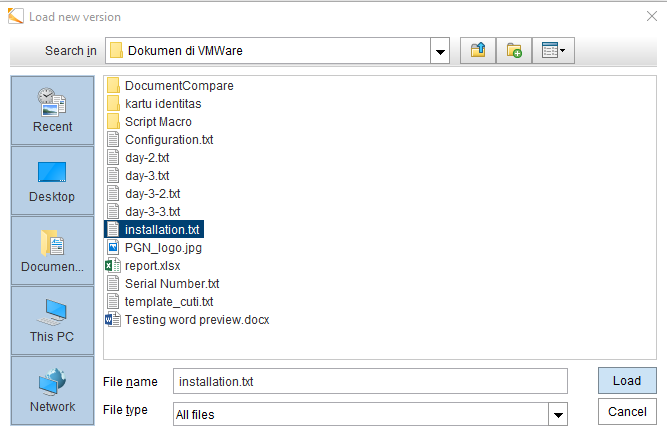 Load new version
Search in
Dokumen di VMWare
Recent
Desktop
Documen...
This PC
Network
DocumentCompare
kartu identitas
Script Macro
Configuration.txt
day-2.txt
day-3.txt
day-3-2.txt
day-3-3.txt
installation.txt
PGN_logo.jpg
report.xlsx
Serial Number.txt
template_cuti.txt
Testing word preview.docx
File name
installation.txt
Load
File type
All files
Cancel